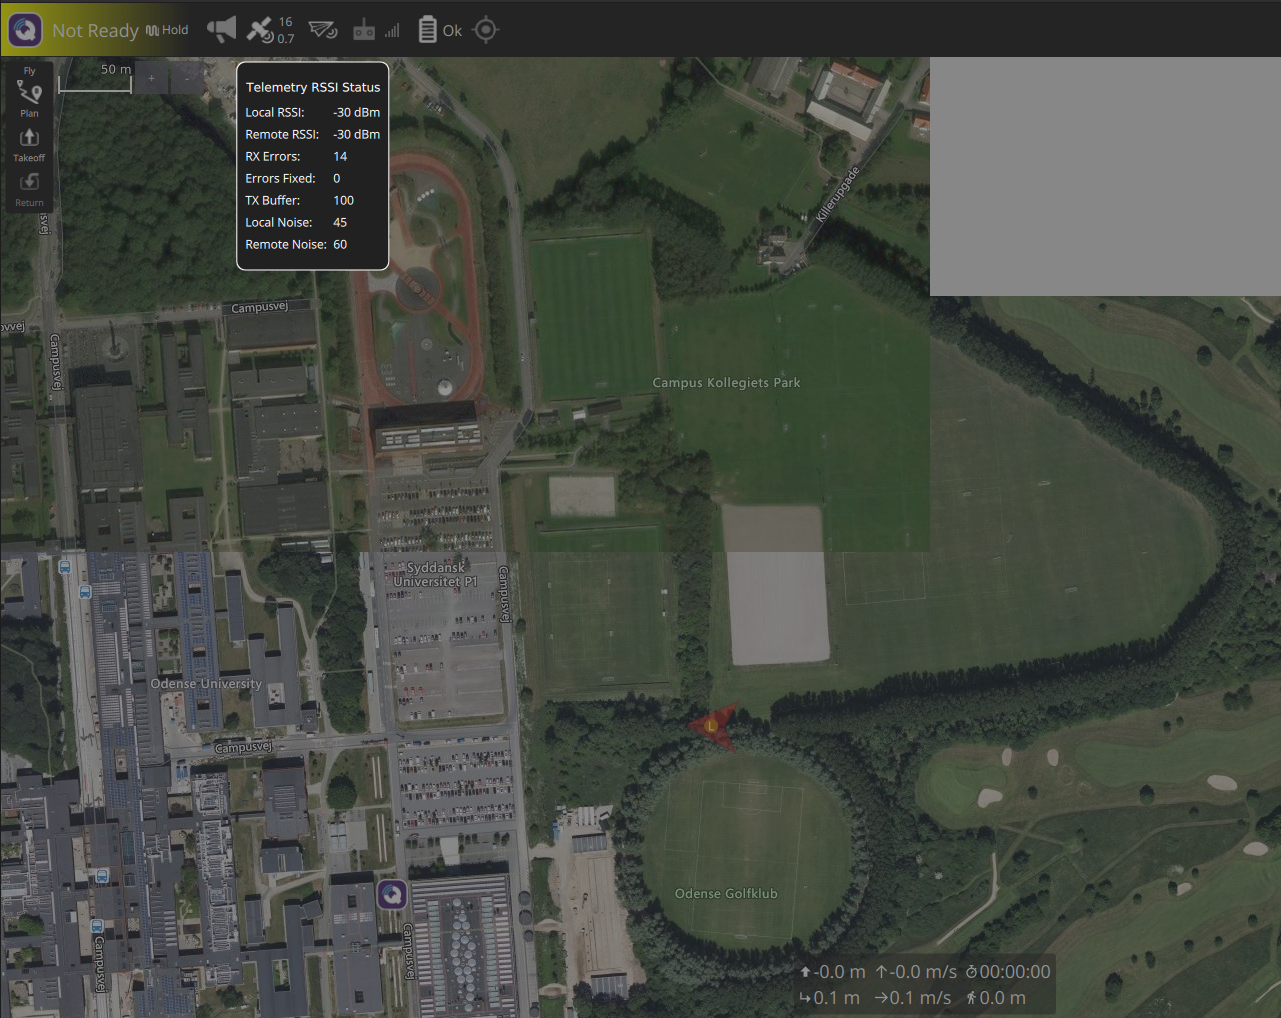 Not Ready Hold 16 0.7 Ok
Fly
50 m
+
Plan
Takeoff
Return
Telemetry RSSI Status
Local RSSI: -30 dBm
Remote RSSI: -30 dBm
RX Errors: 14
Errors Fixed: 0
TX Buffer: 100
Local Noise: 45
Remote Noise: 60
Killerupgade
Campusvej
Campusvej
Campus Kollegiets Park
Syddansk
Universitet P1
Campusvej
Odense University
L
Campusvej
Odense Golfklub
Campusvej
Campusvej
-0.0 m -0.0 m/s 00:00:00
0.1 m 0.1 m/s 0.0 m